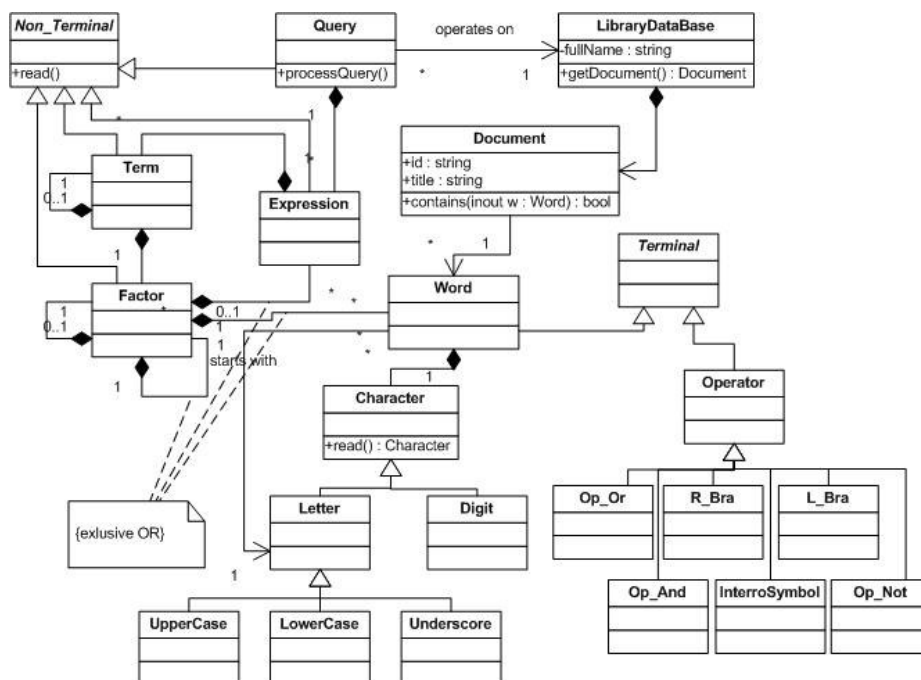 Non_Terminal
+read()
Query
+processQuery()
operates on
*
1
LibraryDataBase
-fullName : string
+getDocument() : Document
Document
+id : string
+title : string
+contains(inout w : Word) : bool
*
1
*
1
Term
1
0..1
Expression
*
1
Terminal
1
Factor
1
0..1
*
0..1
1
1
starts with
1
*
*
*
*
*
Word
1
Character
+read() : Character
Operator
Letter
Digit
{exlusive OR}
1
Op_Or
R_Bra
L_Bra
Op_And
InterroSymbol
Op_Not
UpperCase
LowerCase
Underscore